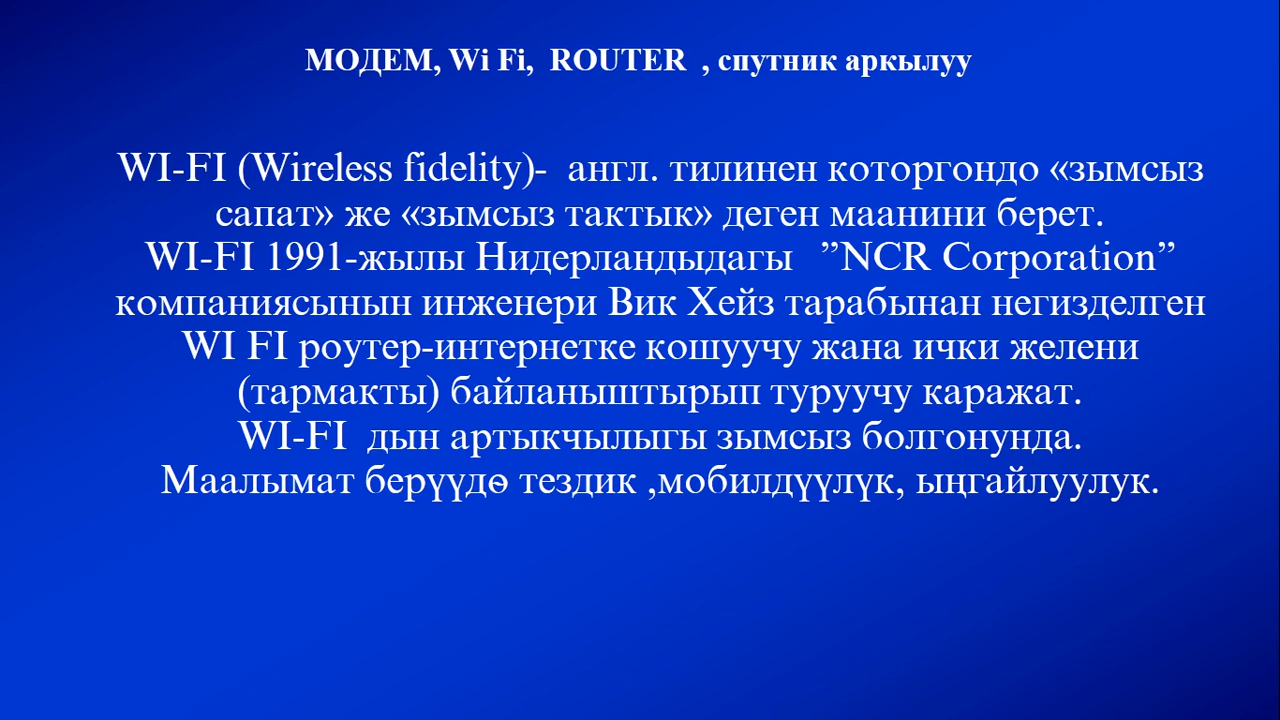 МОДЕМ, Wi Fi,  ROUTER  , спутник аркылуу
WI-FI (Wireless fidelity)-  англ. тилинен которгондо «зымсыз
сапат» же «зымсыз тактык» деген маанини берет.
WI-FI 1991-жылы Нидерландыдагы   ”NCR Corporation”
компаниясынын инженери Вик Хейз тарабынан негизделген
WI FI роутер-интернетке кошуучу жана ички желени
(тармакты) байланыштырып туруучу каражат.
WI-FI  дын артыкчылыгы зымсыз болгонунда.
Маалымат берүүдө тездик ,мобилдүүлүк, ыңгайлуулук.